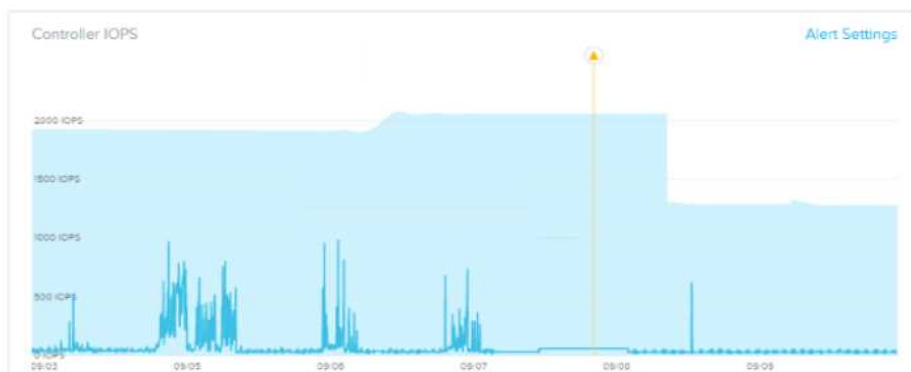 Controller IOPS
Alert Settings
2000 IOPS
1500 IOPS
1000 IOPS
500 IOPS
0 IOPS
09/03 09/05 09/06 09/07 09/08 09/09